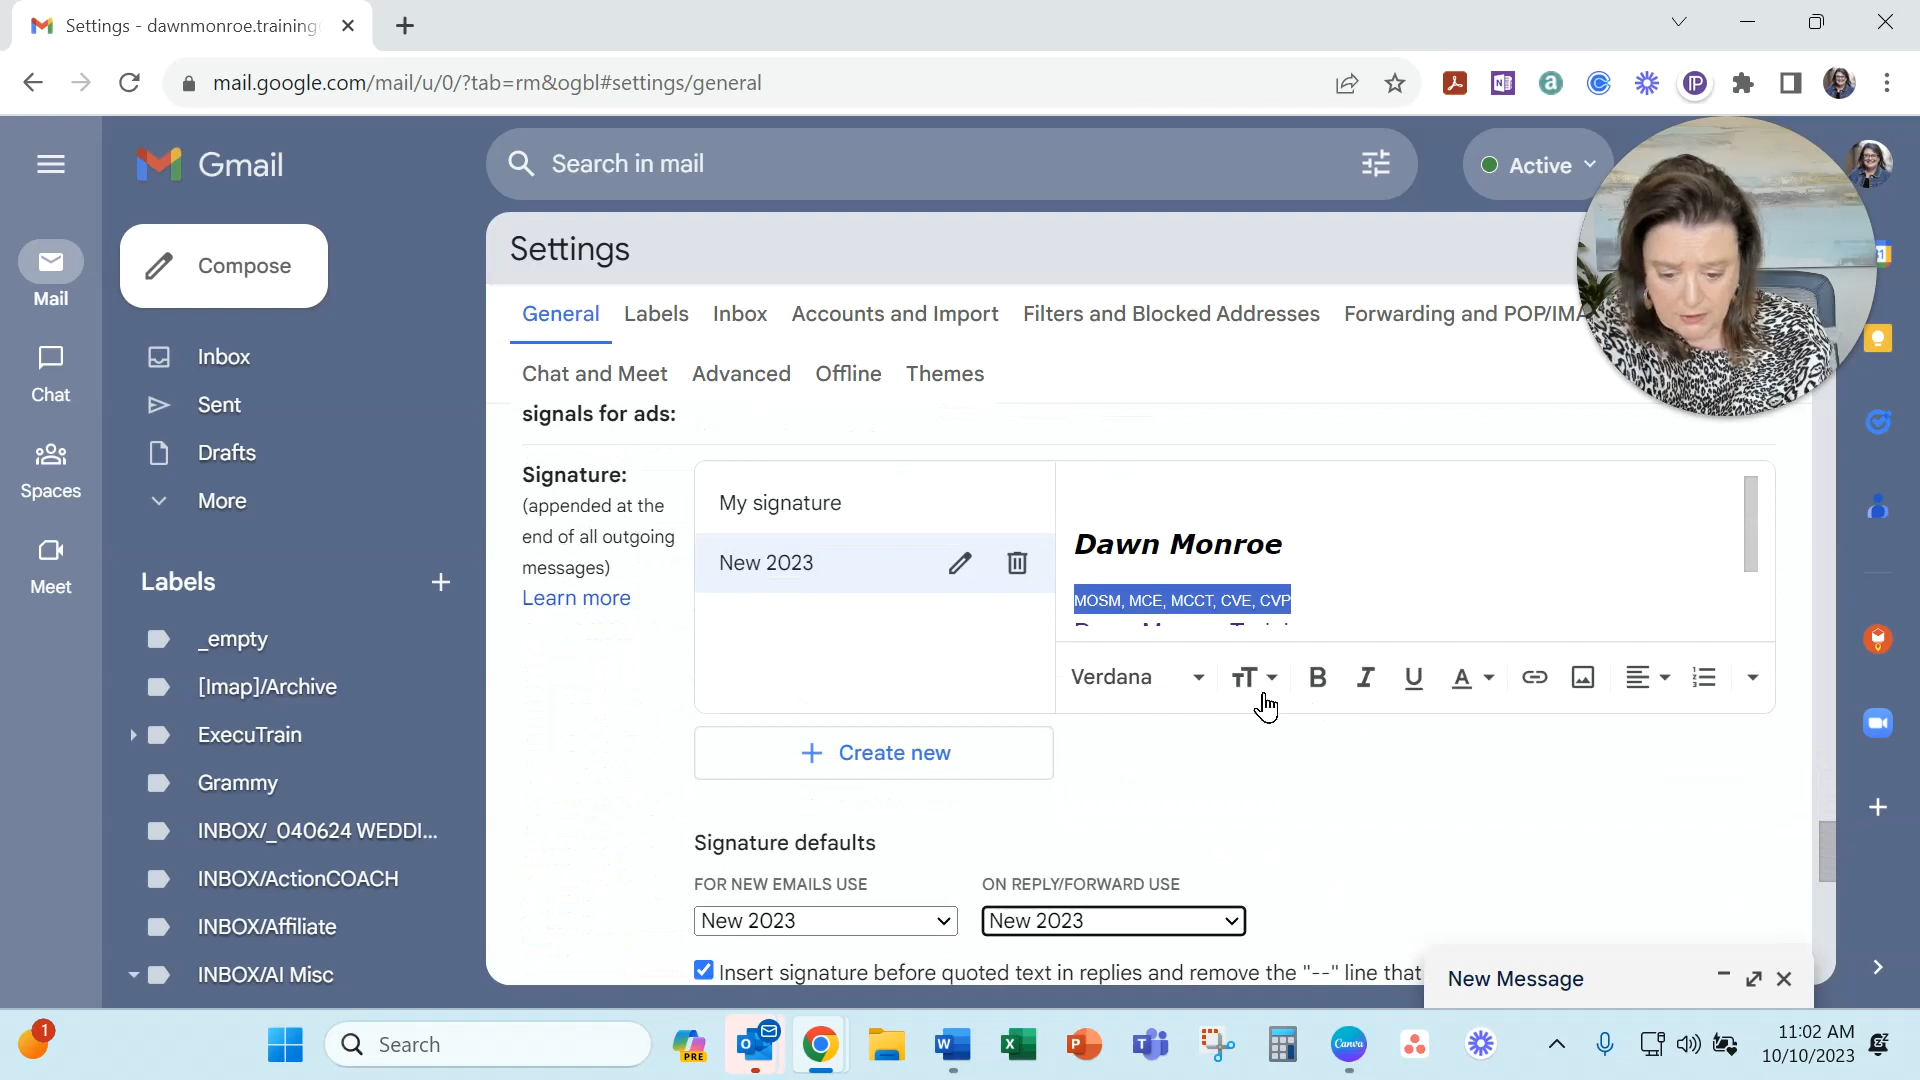 Settings - dawnmonroe.training
mail.google.com/mail/u/0/?tab=rm&ogbl#settings/general
Gmail
Search in mail
Active
Compose
Mail
Chat
Spaces
Meet
Inbox
Sent
Drafts
More
Labels
_empty
[Imap]/Archive
ExecuTrain
Grammy
INBOX/_040624 WEDDI...
INBOX/ActionCOACH
INBOX/Affiliate
INBOX/AI Misc
Settings
General Labels Inbox Accounts and Import Filters and Blocked Addresses Forwarding and POP/IMA
Chat and Meet Advanced Offline Themes
signals for ads:
Signature:
(appended at the
end of all outgoing
messages)
Learn more
My signature
New 2023
Dawn Monroe
MOSM, MCE, MCCT, CVE, CVP
Verdana
Create new
Signature defaults
FOR NEW EMAILS USE
New 2023
ON REPLY/FORWARD USE
New 2023
Insert signature before quoted text in replies and remove the "--" line that
New Message
1
Search
PRE
Canva
11:02 AM
10/10/2023